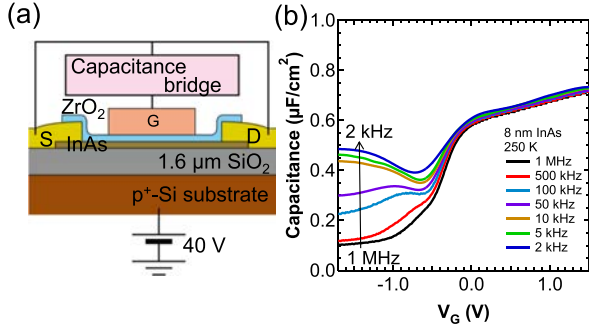 (a)
Capacitance
bridge
ZrO2
G
S
InAs
D
1.6 μm SiO2
p+-Si substrate
40 V
(b)
Capacitance (μF/cm2)
1.0
0.8
0.6
0.4
0.2
0.0
2 kHz
1 MHz
8 nm InAs
250 K
1 MHz
500 kHz
100 kHz
50 kHz
10 kHz
5 kHz
2 kHz
-1.0
0.0
1.0
VG (V)